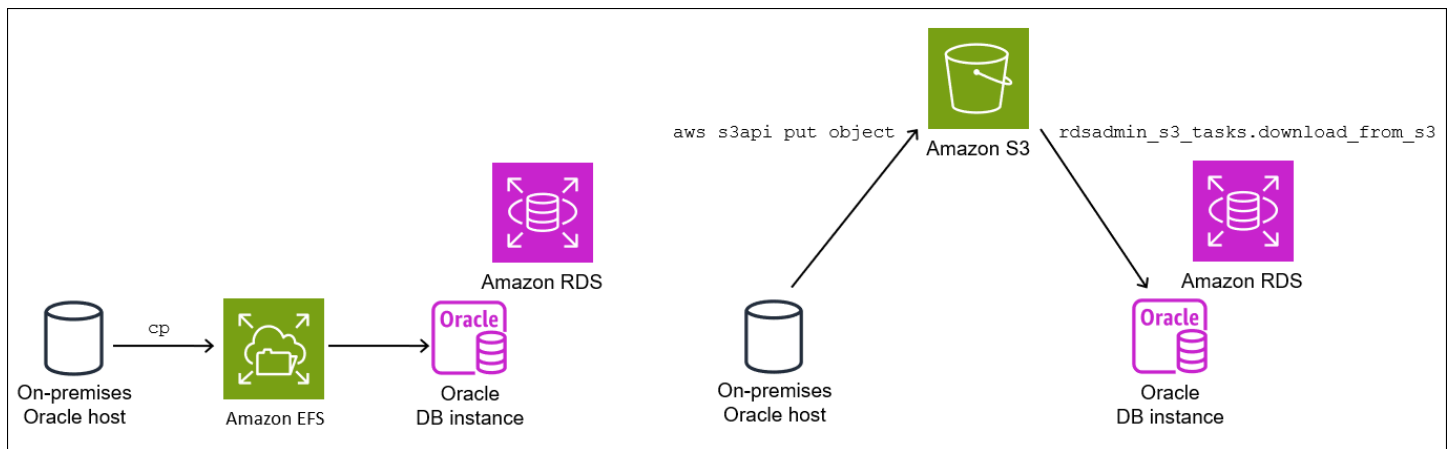 cp
On-premises
Oracle host
Amazon EFS
Amazon RDS
Oracle
Oracle
DB instance
aws s3api put object
Amazon S3
rdsadmin_s3_tasks.download_from_s3
On-premises
Oracle host
Amazon RDS
Oracle
Oracle
DB instance